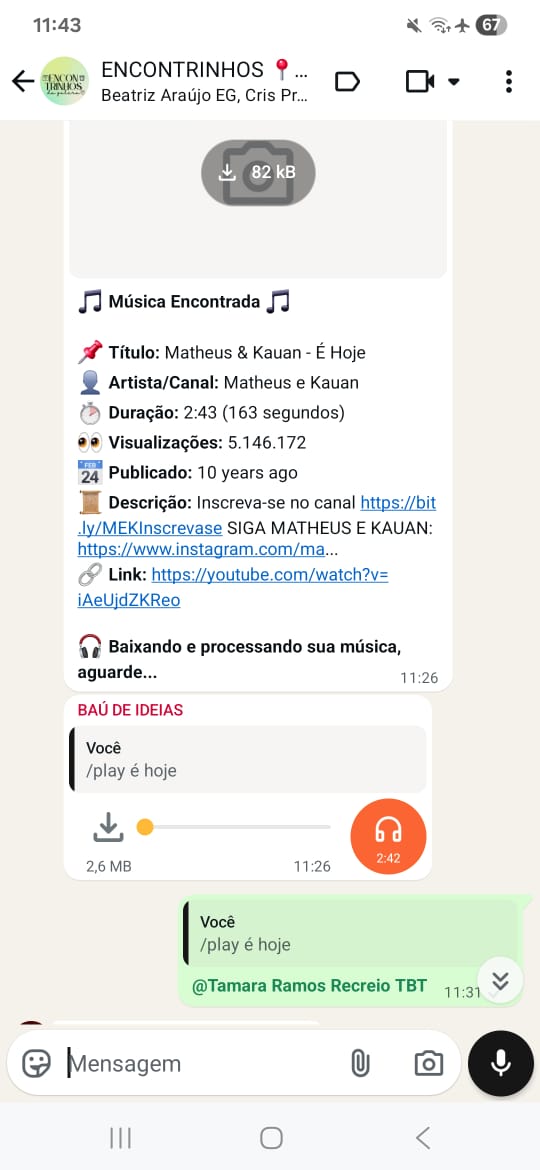 11:43
67
ENCONTRINHOS 📍...
Beatriz Araújo EG, Cris Pr...
82 kB
🎵 Música Encontrada 🎵
📌 Título: Matheus & Kauan - É Hoje
👤 Artista/Canal: Matheus e Kauan
⏱️ Duração: 2:43 (163 segundos)
👀 Visualizações: 5.146.172
📅 Publicado: 10 years ago
📜 Descrição: Inscreva-se no canal https://bit
.ly/MEKInscrevase SIGA MATHEUS E KAUAN:
https://www.instagram.com/ma...
🔗 Link: https://youtube.com/watch?v=
iAeUjdZKReo
🎧 Baixando e processando sua música,
aguarde...
11:26
BAÚ DE IDEIAS
Você
/play é hoje
2:42
2,6 MB
11:26
Você
/play é hoje
@Tamara Ramos Recreio TBT
11:31
Mensagem